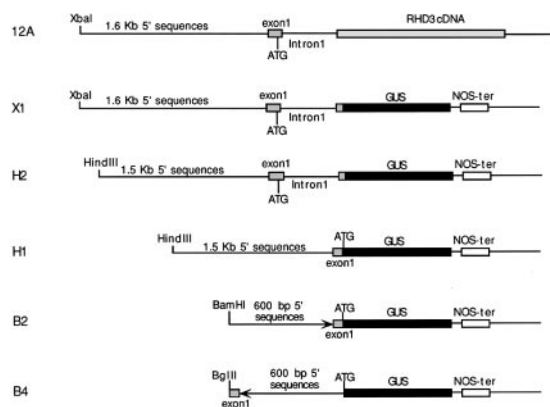 12A
XbaI
1.6 Kb 5' sequences
exon1
ATG
Intron1
RHD3cDNA
X1
XbaI
1.6 Kb 5' sequences
exon1
ATG
Intron1
GUS
NOS-ter
H2
HindIII
1.5 Kb 5' sequences
exon1
ATG
Intron1
GUS
NOS-ter
H1
HindIII
1.5 Kb 5' sequences
ATG
exon1
GUS
NOS-ter
B2
BamHI
600 bp 5'
sequences
ATG
exon1
GUS
NOS-ter
B4
BglII
exon1
600 bp 5'
sequences
ATG
GUS
NOS-ter